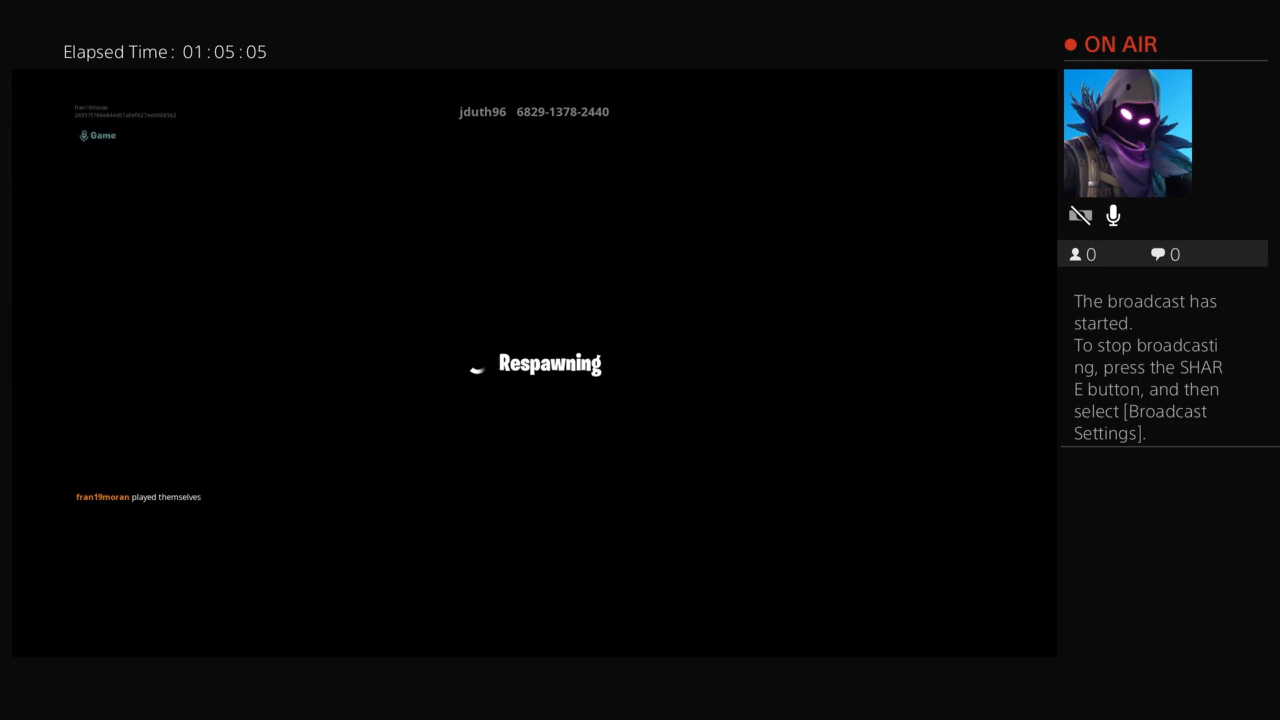 Elapsed Time: 01:05:05
ON AIR
fran19moran
jduth96 6829-1378-2440
Game
0 0
The broadcast has
started.
To stop broadcasti
ng, press the SHAR
E button, and then
select [Broadcast
Settings].
Respawning
fran19moran played themselves